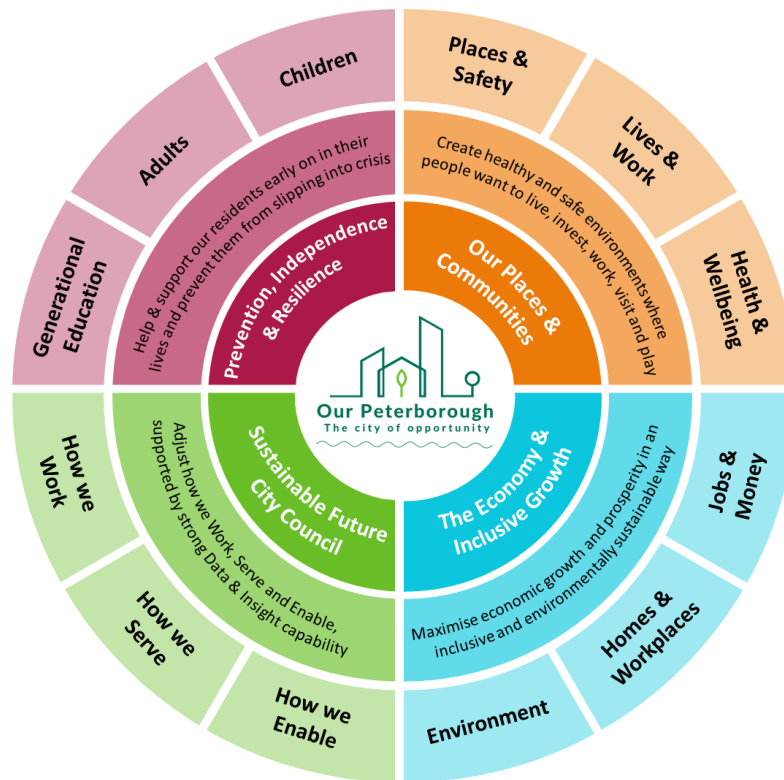 Children
Adults
Generational
Education
Help & support our residents early on in their
lives and prevent them from slipping into crisis
Prevention, Independence
& Resilience
Places &
Safety
Lives &
Work
Health &
Wellbeing
Create healthy and safe environments where
people want to live, invest, work, visit and play
Our Places &
Communities
Our Peterborough
The city of opportunity
How we
Work
How we
Serve
How we
Enable
Adjust how we Work, Serve and Enable,
supported by strong Data & Insight capability
Sustainable Future
City Council
The Economy &
Inclusive Growth
Maximise economic growth and prosperity in an
inclusive and environmentally sustainable way
Jobs &
Money
Homes &
Workplaces
Environment